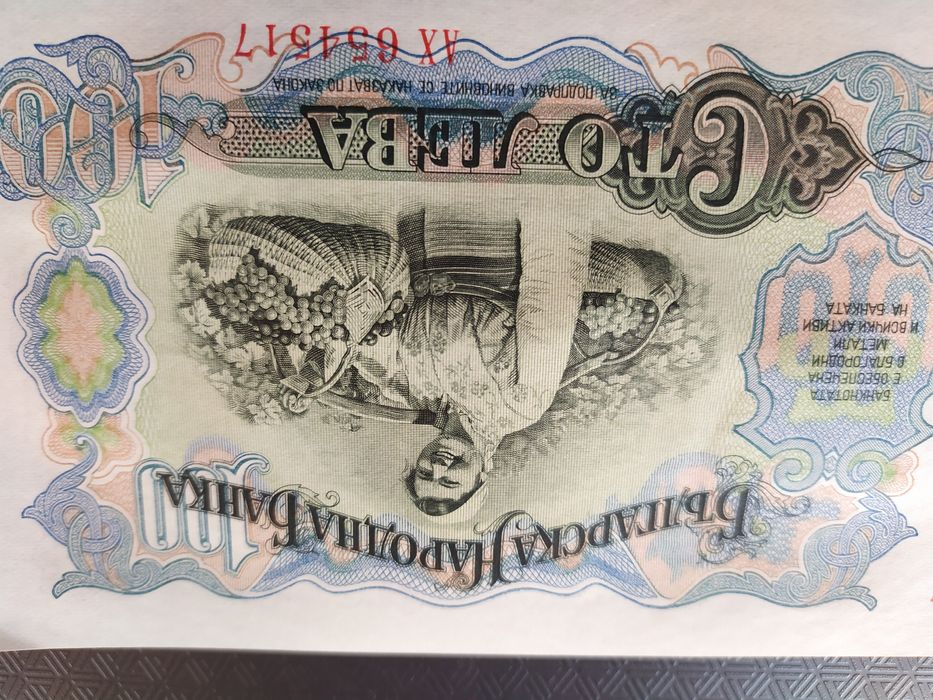 Българска Народна Банка
100
БАНКНОТАТА
Е ОБЕЗПЕЧЕНА
С БЛАГОРОДНИ
МЕТАЛИ
И ВСИЧКИ АКТИВИ
НА БАНКАТА
Сто ЛЕВА
ЗА ПОДПРАВКА ВИНОВНИТЕ СЕ НАКАЗВАТ ПО ЗАКОНА
100
АХ 654517